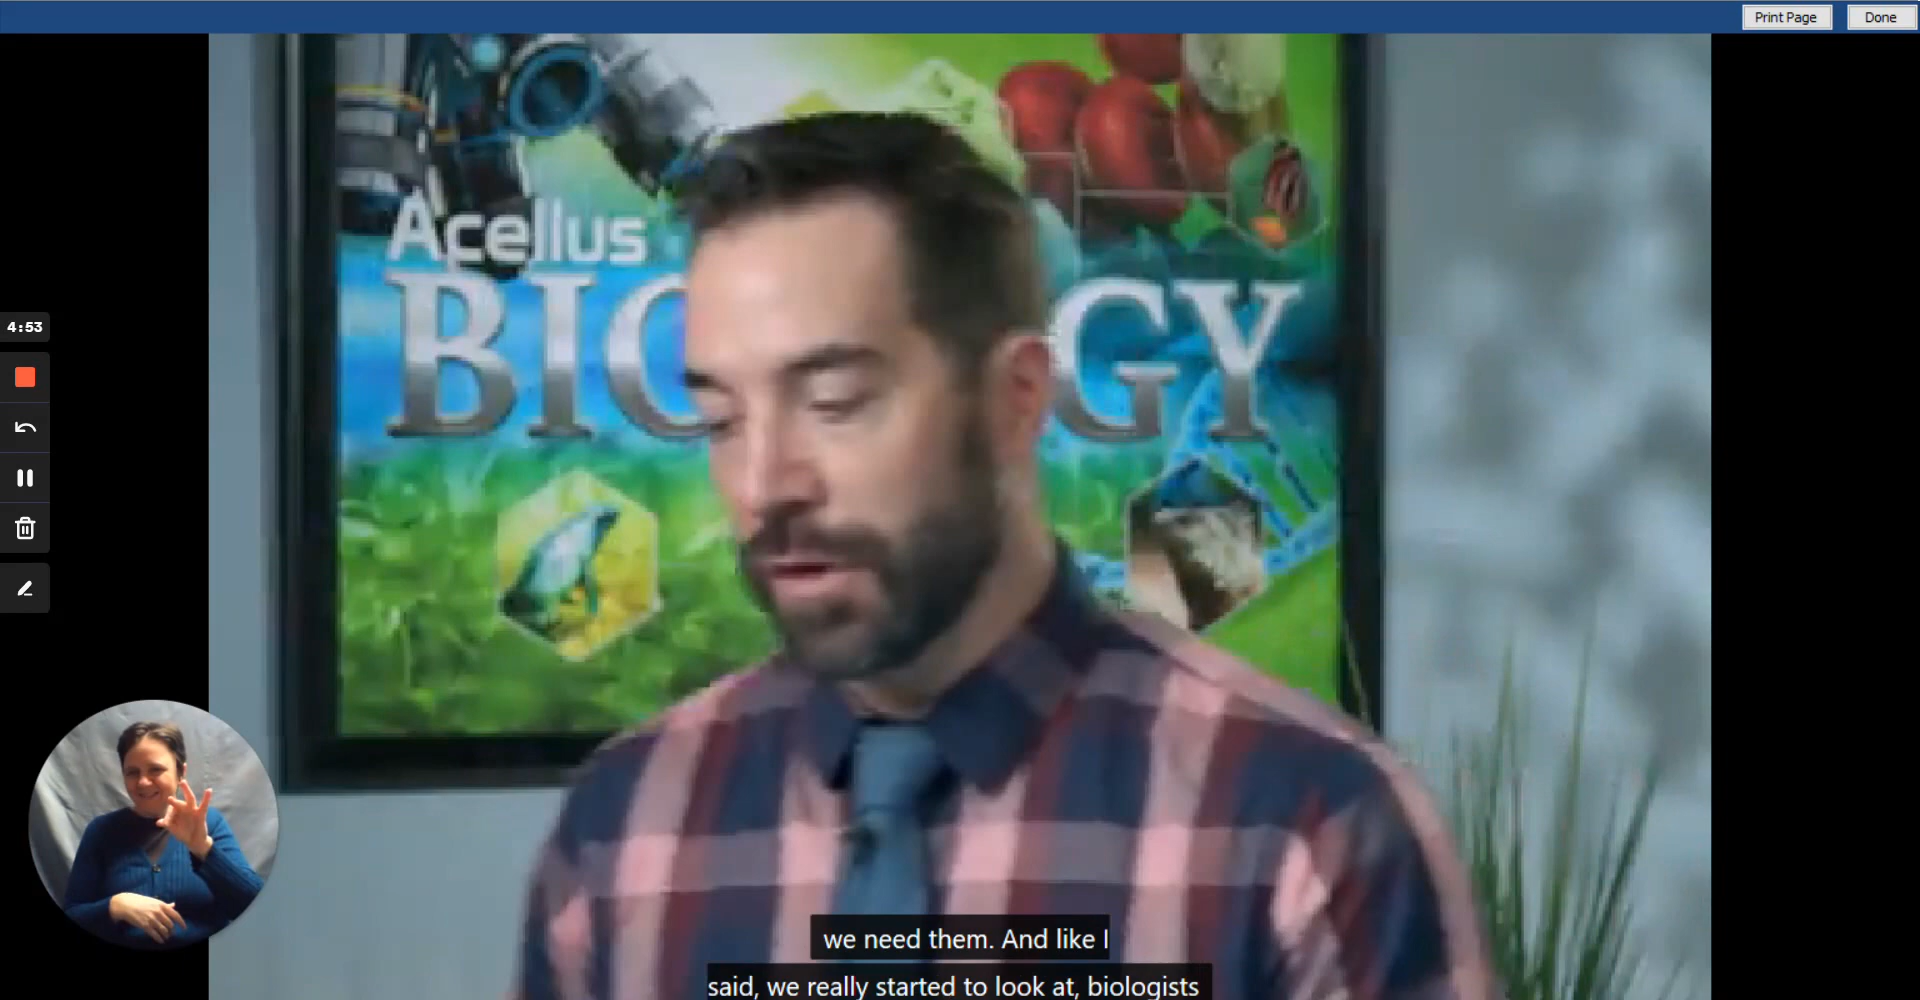 Print Page
Done
Acellus
BIO GY
4:53
we need them. And like I
said, we really started to look at, biologists